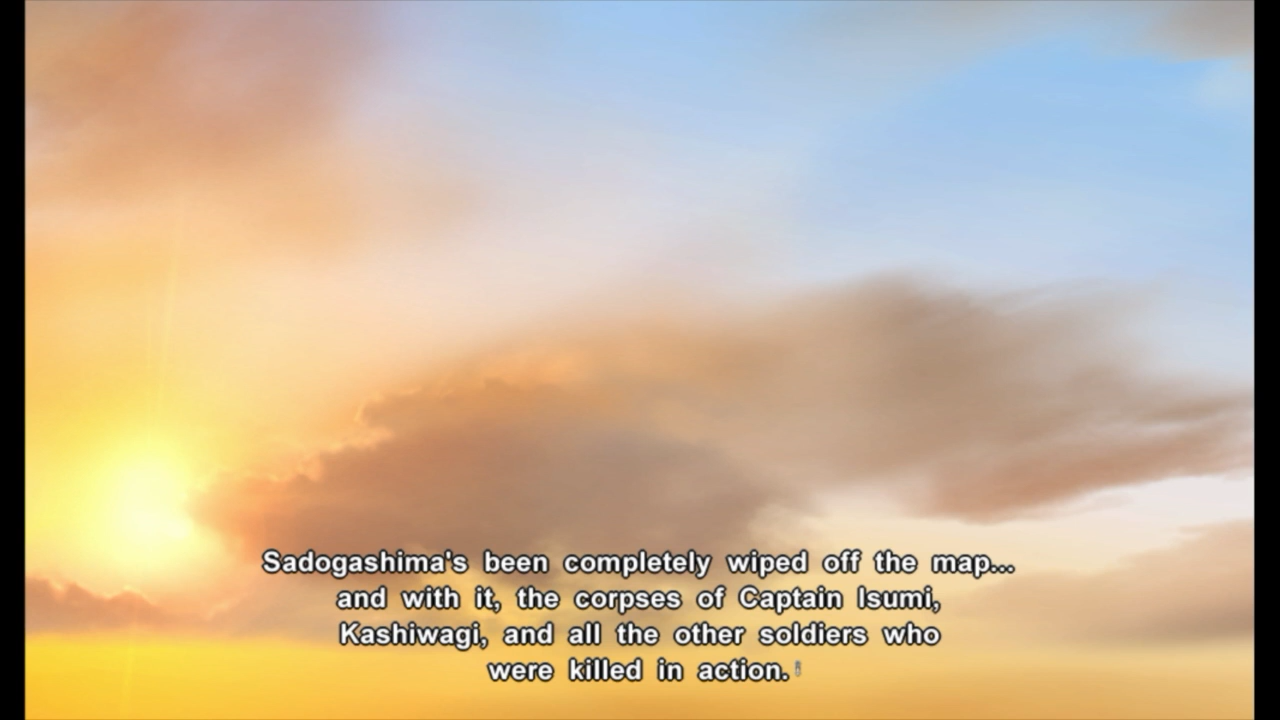 Sadogashima's been completely wiped off the map...
and with it, the corpses of Captain Isumi,
Kashiwagi, and all the other soldiers who
were killed in action.